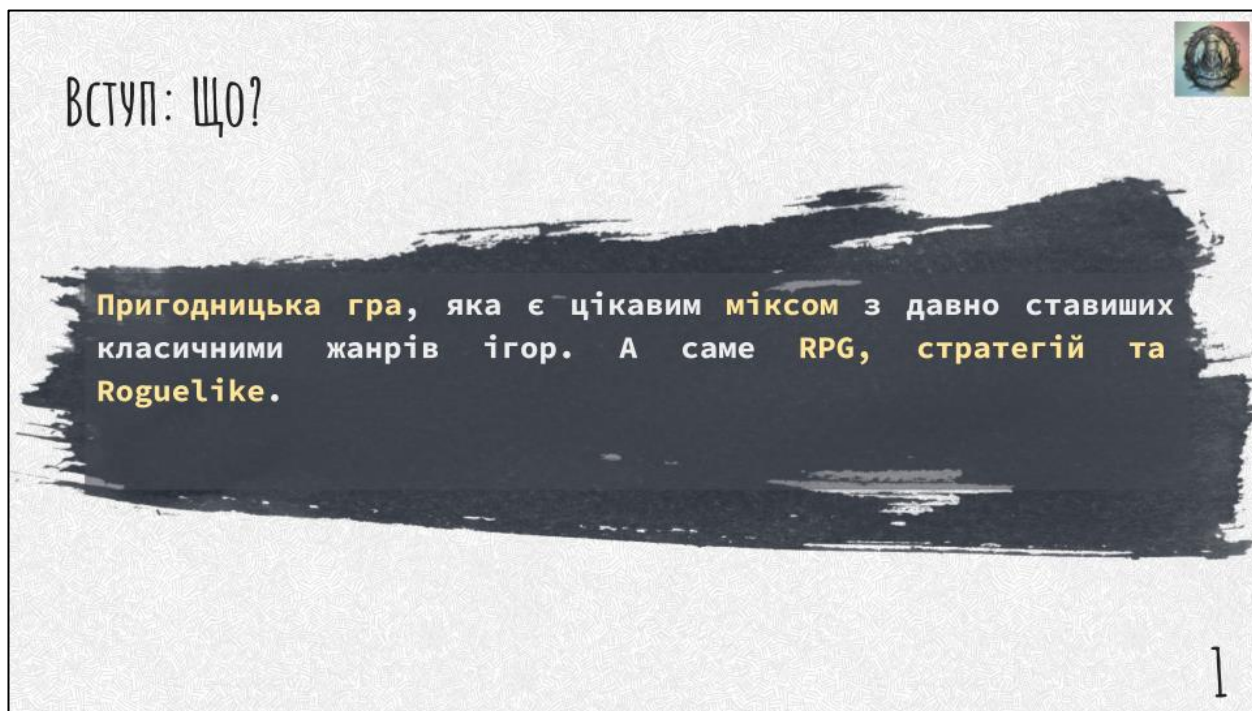 Вступ: Що?
Пригодницька гра, яка є цікавим міксом з давно ставиших
класичними жанрів ігор. А саме RPG, стратегій та
Roguelike.
1